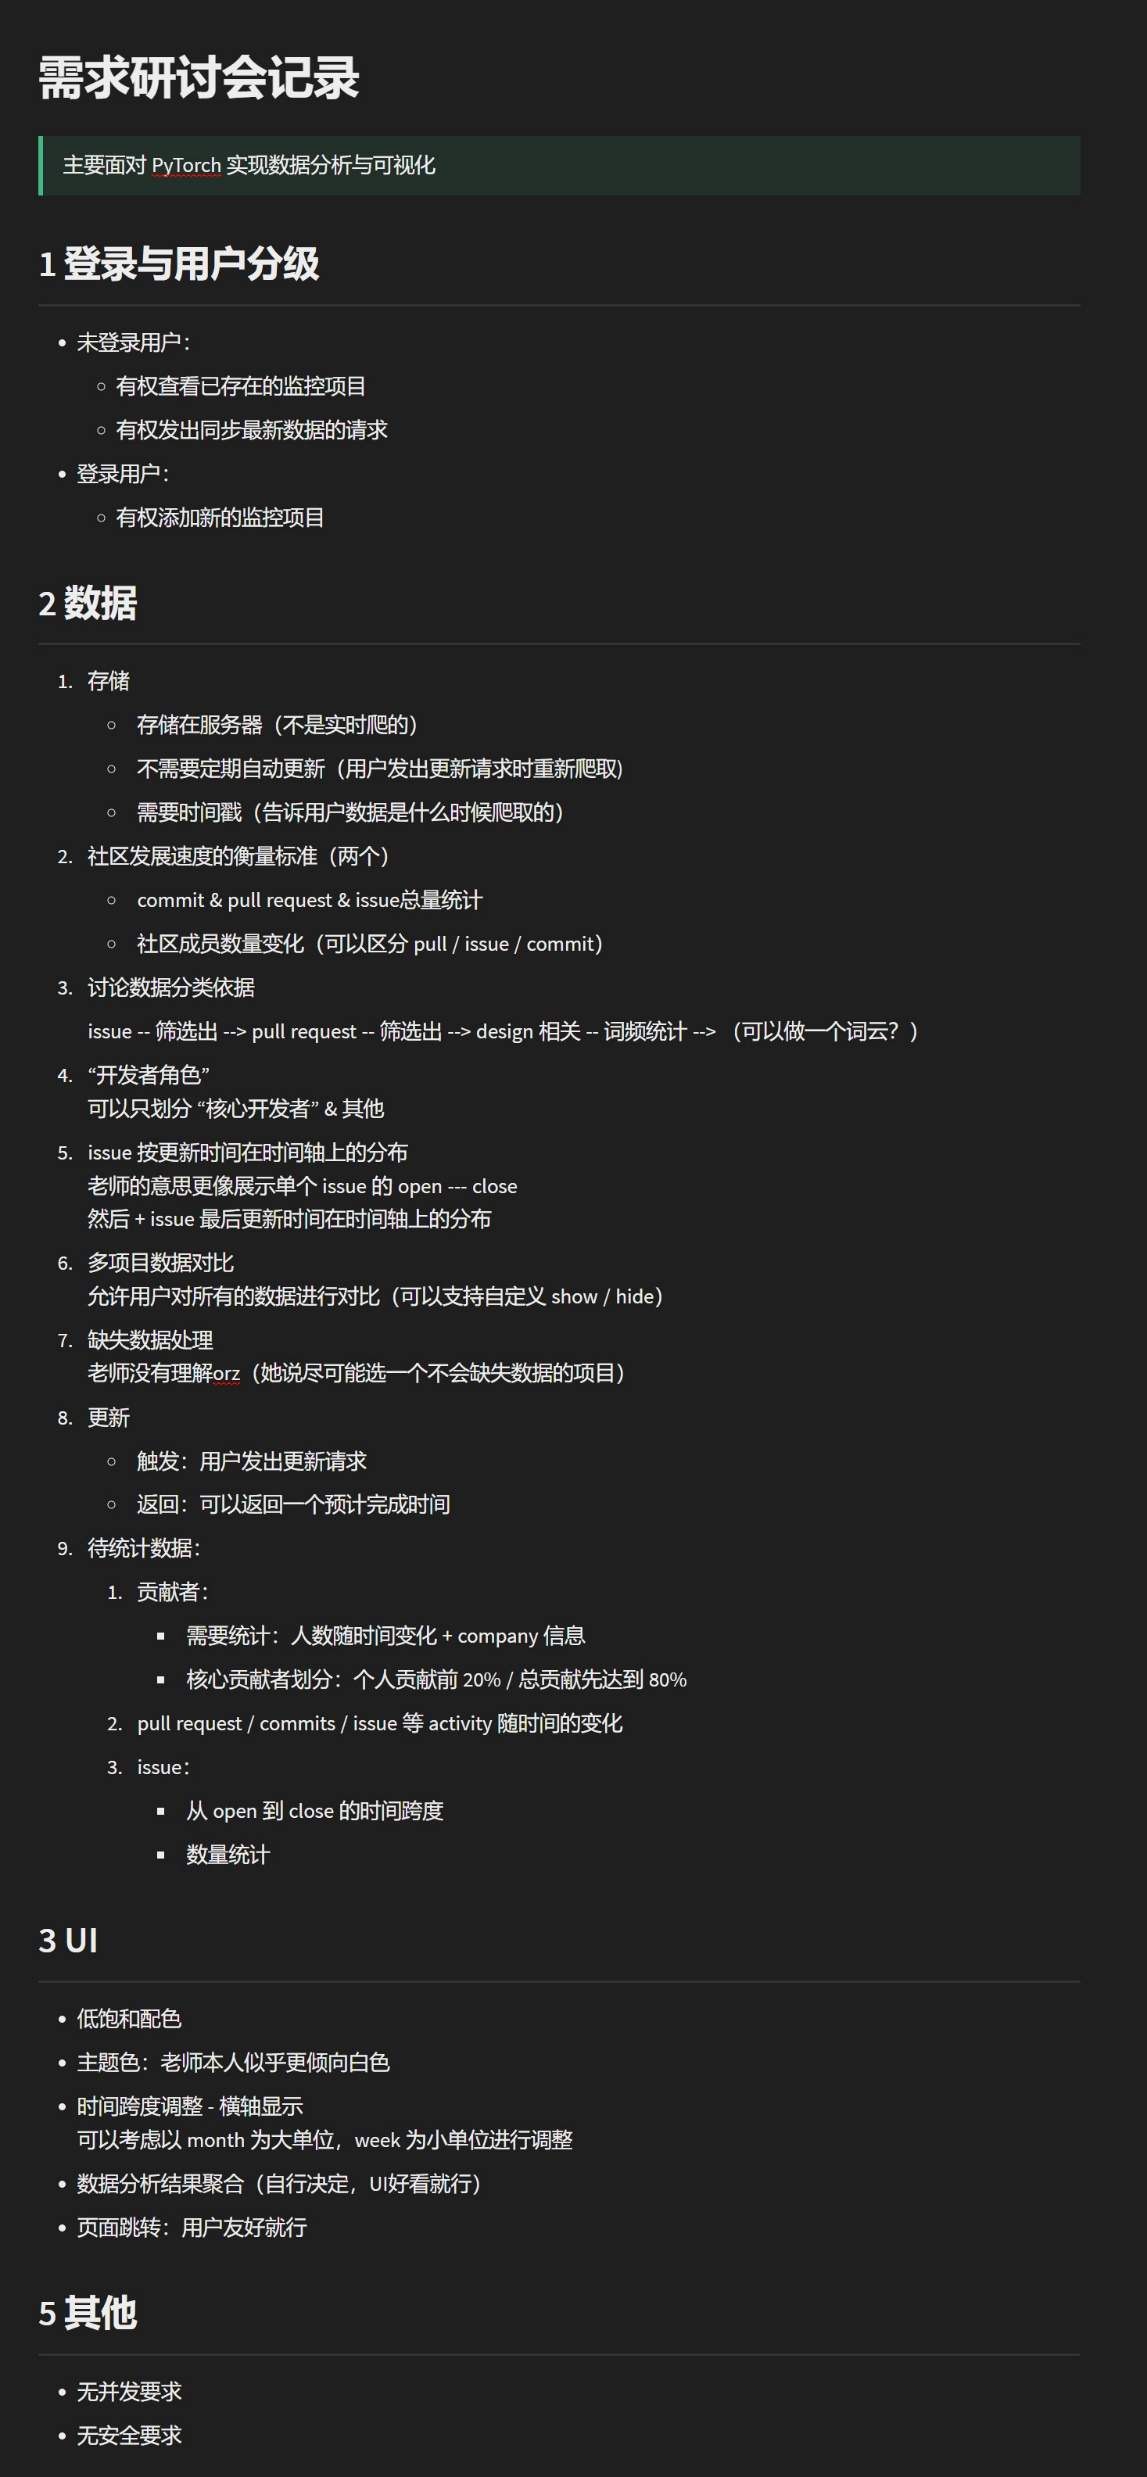 需求研讨会记录
主要面对 PyTorch 实现数据分析与可视化
1 登录与用户分级
• 未登录用户：
◦ 有权查看已存在的监控项目
◦ 有权发出同步最新数据的请求
• 登录用户：
◦ 有权添加新的监控项目
2 数据
1. 存储
◦ 存储在服务器（不是实时爬的）
◦ 不需要定期自动更新（用户发出更新请求时重新爬取)
◦ 需要时间戳（告诉用户数据是什么时候爬取的）
2. 社区发展速度的衡量标准（两个）
◦ commit & pull request & issue总量统计
◦ 社区成员数量变化（可以区分 pull / issue / commit）
3. 讨论数据分类依据
issue -- 筛选出 --> pull request -- 筛选出 --> design 相关 -- 词频统计 --> （可以做一个词云？）
4. “开发者角色”
可以只划分 “核心开发者” & 其他
5. issue 按更新时间在时间轴上的分布
老师的意思更像展示单个 issue 的 open --- close
然后 + issue 最后更新时间在时间轴上的分布
6. 多项目数据对比
允许用户对所有的数据进行对比（可以支持自定义 show / hide）
7. 缺失数据处理
老师没有理解orz（她说尽可能选一个不会缺失数据的项目）
8. 更新
◦ 触发：用户发出更新请求
◦ 返回：可以返回一个预计完成时间
9. 待统计数据：
1. 贡献者：
▪ 需要统计：人数随时间变化 + company 信息
▪ 核心贡献者划分：个人贡献前 20% / 总贡献先达到 80%
2. pull request / commits / issue 等 activity 随时间的变化
3. issue：
▪ 从 open 到 close 的时间跨度
▪ 数量统计
3 UI
• 低饱和配色
• 主题色：老师本人似乎更倾向白色
• 时间跨度调整 - 横轴显示
可以考虑以 month 为大单位，week 为小单位进行调整
• 数据分析结果聚合（自行决定，UI好看就行）
• 页面跳转：用户友好就行
5 其他
• 无并发要求
• 无安全要求